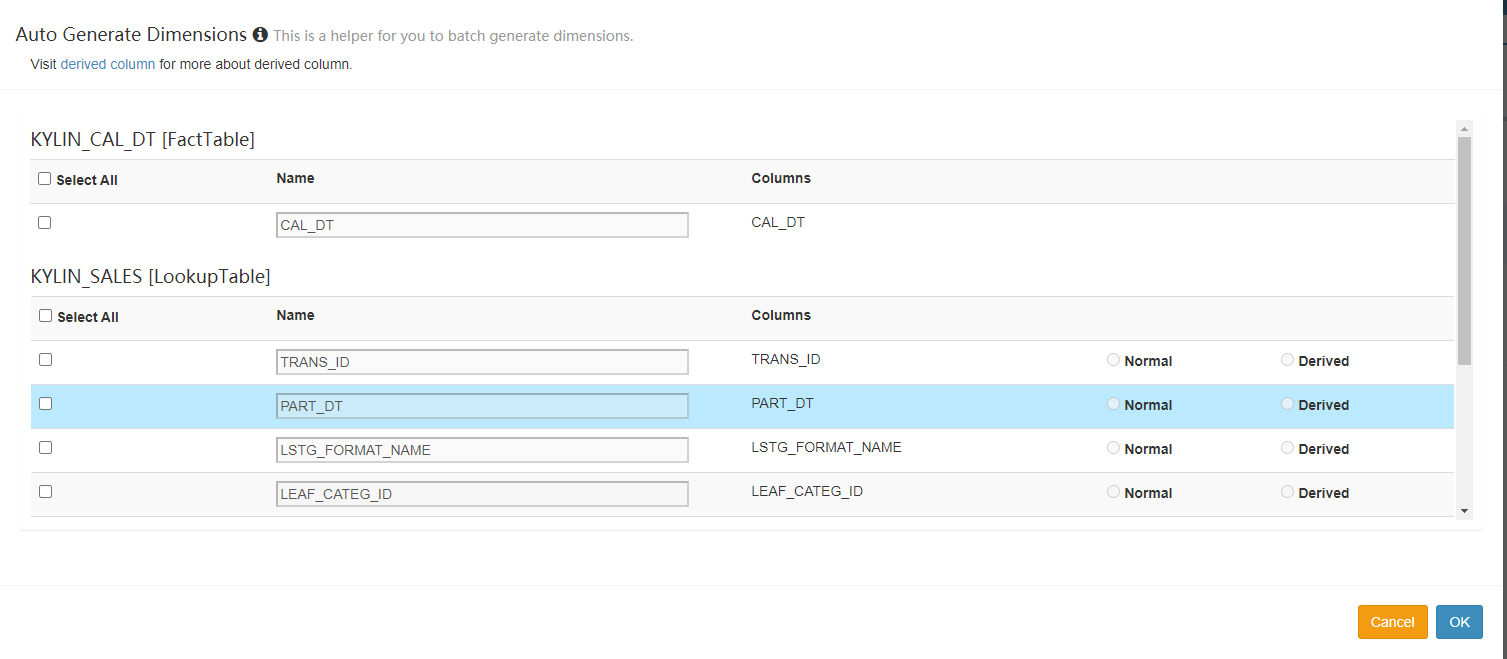 Auto Generate Dimensions This is a helper for you to batch generate dimensions.
Visit derived column for more about derived column.
KYLIN_CAL_DT [FactTable]
Select All Name Columns
CAL_DT CAL_DT
KYLIN_SALES [LookupTable]
Select All Name Columns
TRANS_ID TRANS_ID Normal Derived
PART_DT PART_DT Normal Derived
LSTG_FORMAT_NAME LSTG_FORMAT_NAME Normal Derived
LEAF_CATEG_ID LEAF_CATEG_ID Normal Derived
Cancel OK